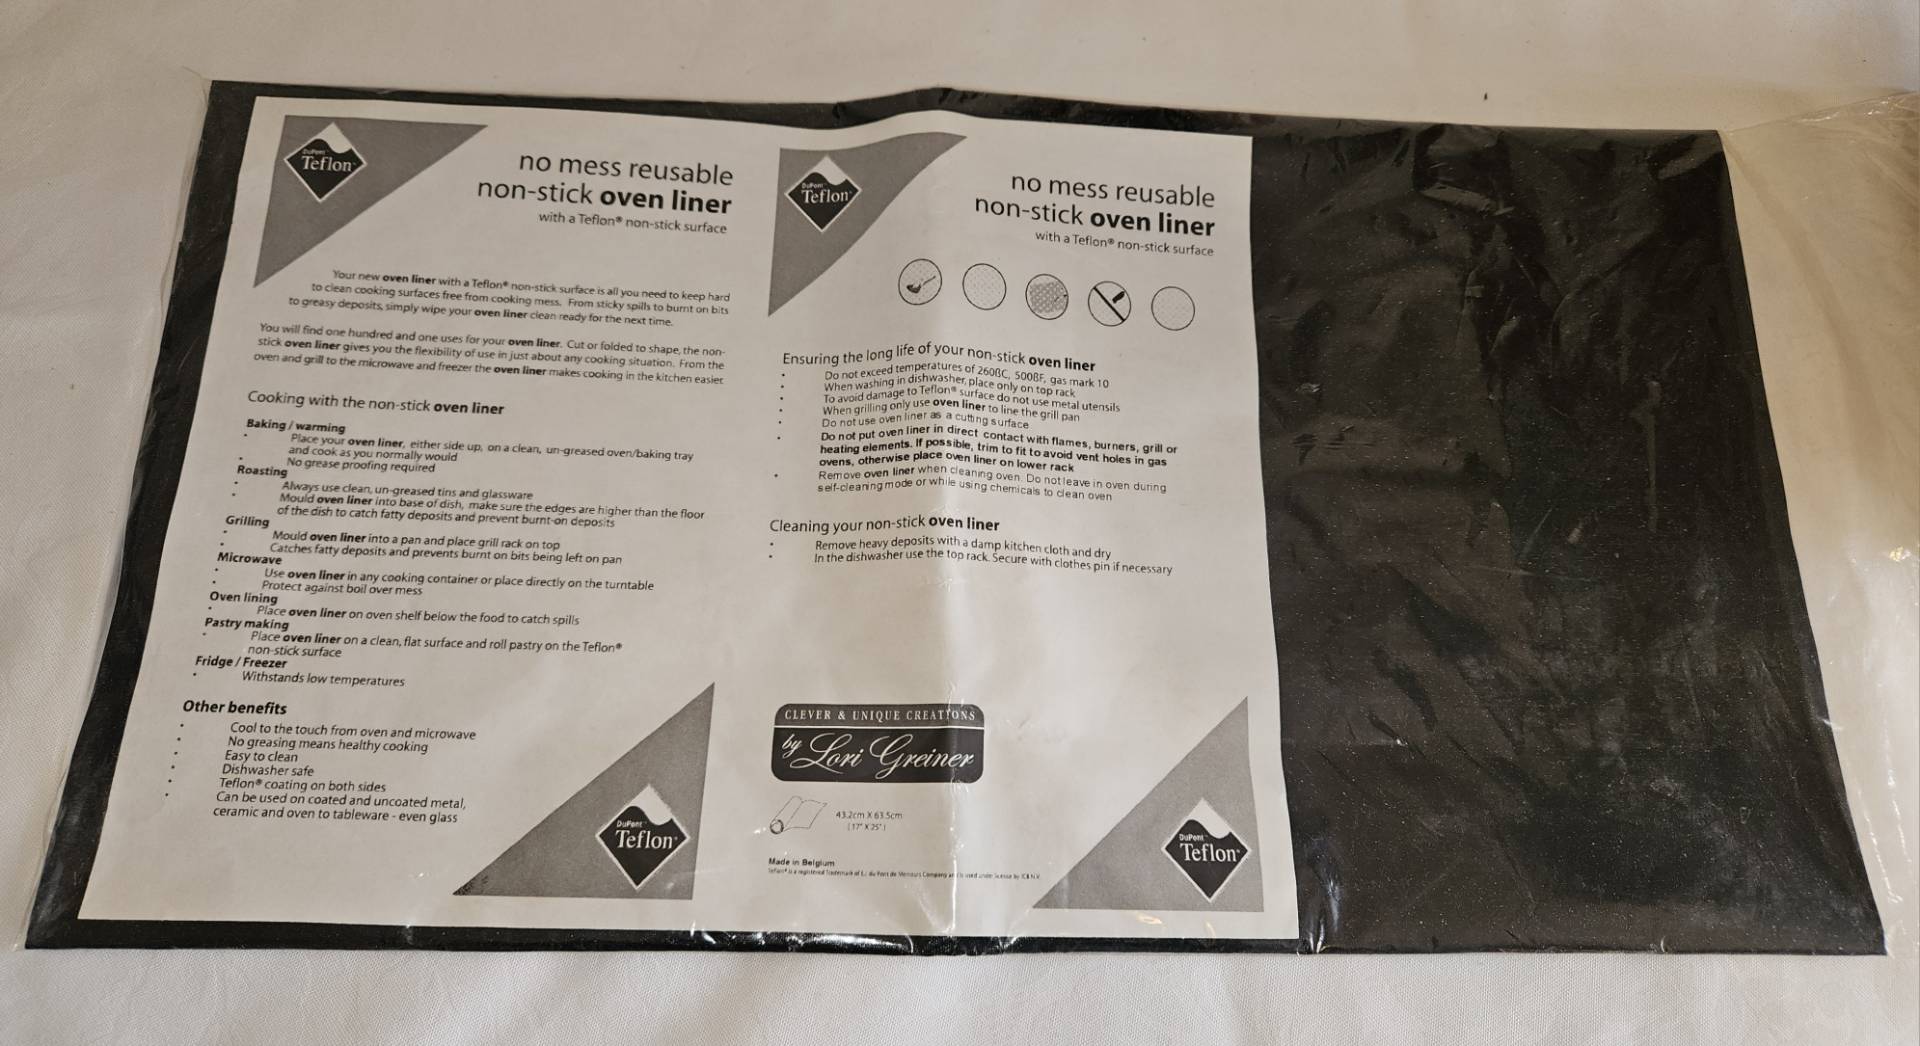 DuPont™
Teflon®
no mess reusable
non-stick oven liner
with a Teflon® non-stick surface
Your new oven liner with a Teflon® non-stick surface is all you need to keep hard
to clean cooking surfaces free from cooking mess. From sticky spills to burnt on bits
to greasy deposits, simply wipe your oven liner clean ready for the next time.
You will find one hundred and one uses for your oven liner. Cut or folded to shape, the non-
stick oven liner gives you the flexibility of use in just about any cooking situation. From the
oven and grill to the microwave and freezer the oven liner makes cooking in the kitchen easier.
Cooking with the non-stick oven liner
Baking / warming
• Place your oven liner, either side up, on a clean, un-greased oven/baking tray
and cook as you normally would
• No grease proofing required
Roasting
• Always use clean, un-greased tins and glassware
• Mould oven liner into base of dish, make sure the edges are higher than the floor
of the dish to catch fatty deposits and prevent burnt-on deposits
Grilling
• Mould oven liner into a pan and place grill rack on top
• Catches fatty deposits and prevents burnt on bits being left on pan
Microwave
• Use oven liner in any cooking container or place directly on the turntable
• Protect against boil over mess
Oven lining
• Place oven liner on oven shelf below the food to catch spills
Pastry making
• Place oven liner on a clean, flat surface and roll pastry on the Teflon®
non-stick surface
Fridge / Freezer
• Withstands low temperatures
Other benefits
• Cool to the touch from oven and microwave
• No greasing means healthy cooking
• Easy to clean
• Dishwasher safe
• Teflon® coating on both sides
• Can be used on coated and uncoated metal,
ceramic and oven to tableware - even glass
DuPont™
Teflon®
DuPont™
Teflon®
no mess reusable
non-stick oven liner
with a Teflon® non-stick surface
Ensuring the long life of your non-stick oven liner
• Do not exceed temperatures of 260ßC, 500ßF, gas mark 10
• When washing in dishwasher, place only on top rack
• To avoid damage to Teflon® surface do not use metal utensils
• When grilling only use oven liner to line the grill pan
• Do not use oven liner as a cutting surface
• Do not put oven liner in direct contact with flames, burners, grill or
heating elements. If possible, trim to fit to avoid vent holes in gas
ovens, otherwise place oven liner on lower rack
• Remove oven liner when cleaning oven. Do not leave in oven during
self-cleaning mode or while using chemicals to clean oven
Cleaning your non-stick oven liner
• Remove heavy deposits with a damp kitchen cloth and dry
• In the dishwasher use the top rack. Secure with clothes pin if necessary
CLEVER & UNIQUE CREATIONS
by Lori Greiner
43.2cm X 63.5cm
(17" X 25")
Made in Belgium
Teflon® is a registered Trademark of E.I. du Pont de Nemours Company and is used under license by
DuPont™
Teflon®